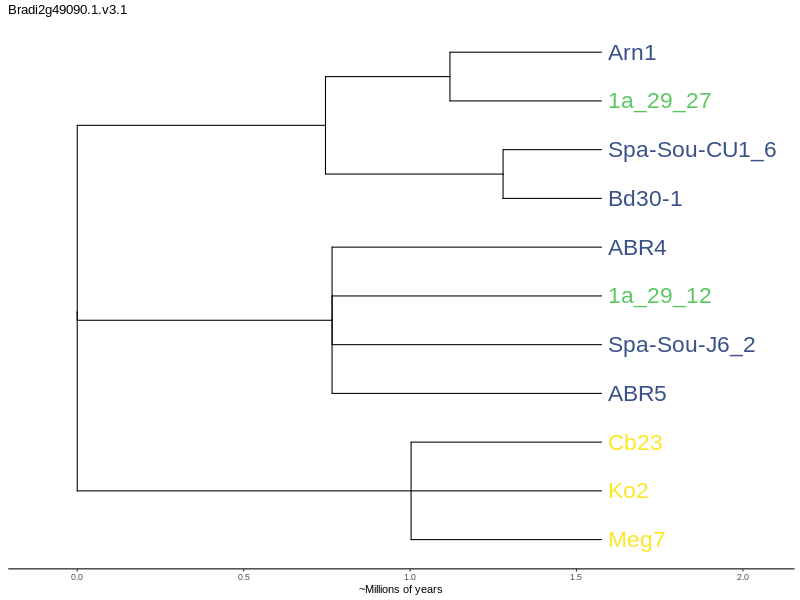 Bradi2g49090.1.v3.1
Arn1
1a_29_27
Spa-Sou-CU1_6
Bd30-1
ABR4
1a_29_12
Spa-Sou-J6_2
ABR5
Cb23
Ko2
Meg7
0.0 0.5 1.0 1.5 2.0
~Millions of years